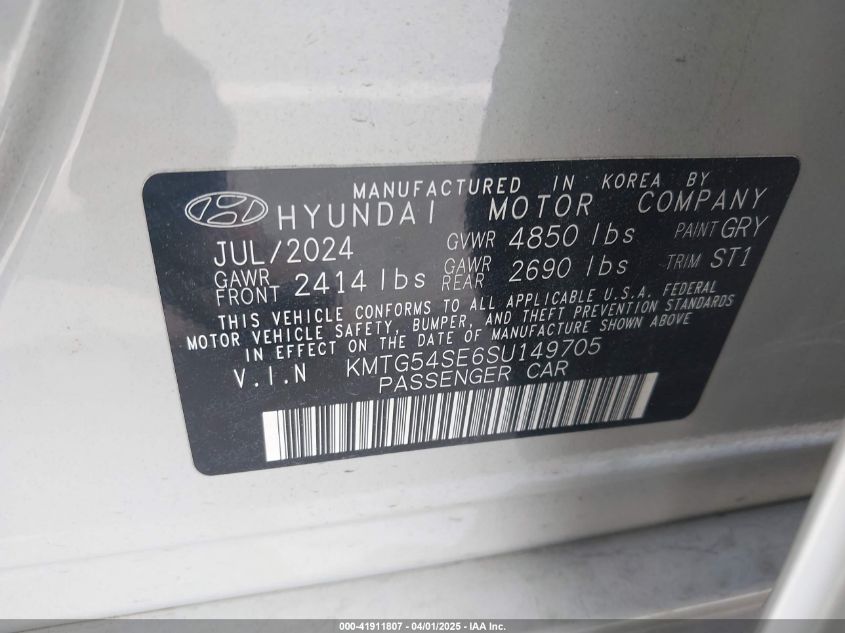 MANUFACTURED IN KOREA BY
HYUNDAI MOTOR COMPANY
JUL/2024 GVWR 4850 lbs PAINT GRY
GAWR FRONT 2414 lbs GAWR REAR 2690 lbs TRIM ST1
THIS VEHICLE CONFORMS TO ALL APPLICABLE U.S.A. FEDERAL
MOTOR VEHICLE SAFETY, BUMPER, AND THEFT PREVENTION STANDARDS
IN EFFECT ON THE DATE OF MANUFACTURE SHOWN ABOVE
V.I.N KMTG54SE6SU149705
PASSENGER CAR
000-41911807 - 04/01/2025 - IAA Inc.